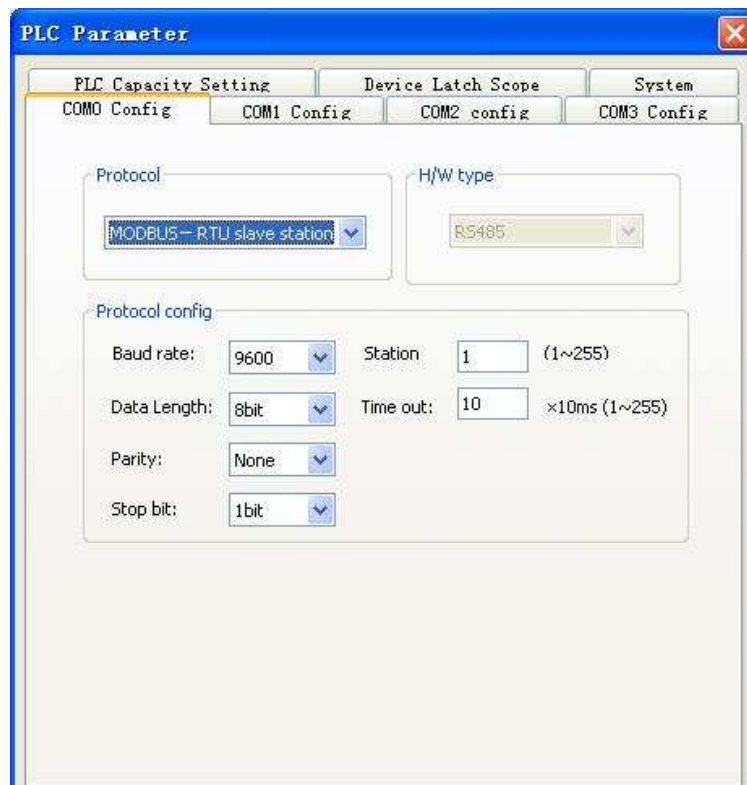 PLC Parameter
PLC Capacity Setting Device Latch Scope System
COM0 Config COM1 Config COM2 config COM3 Config
Protocol H/W type
MODBUS－RTU slave station RS485
Protocol config
Baud rate: 9600 Station 1 (1~255)
Data Length: 8bit Time out: 10 ×10ms (1~255)
Parity: None
Stop bit: 1bit